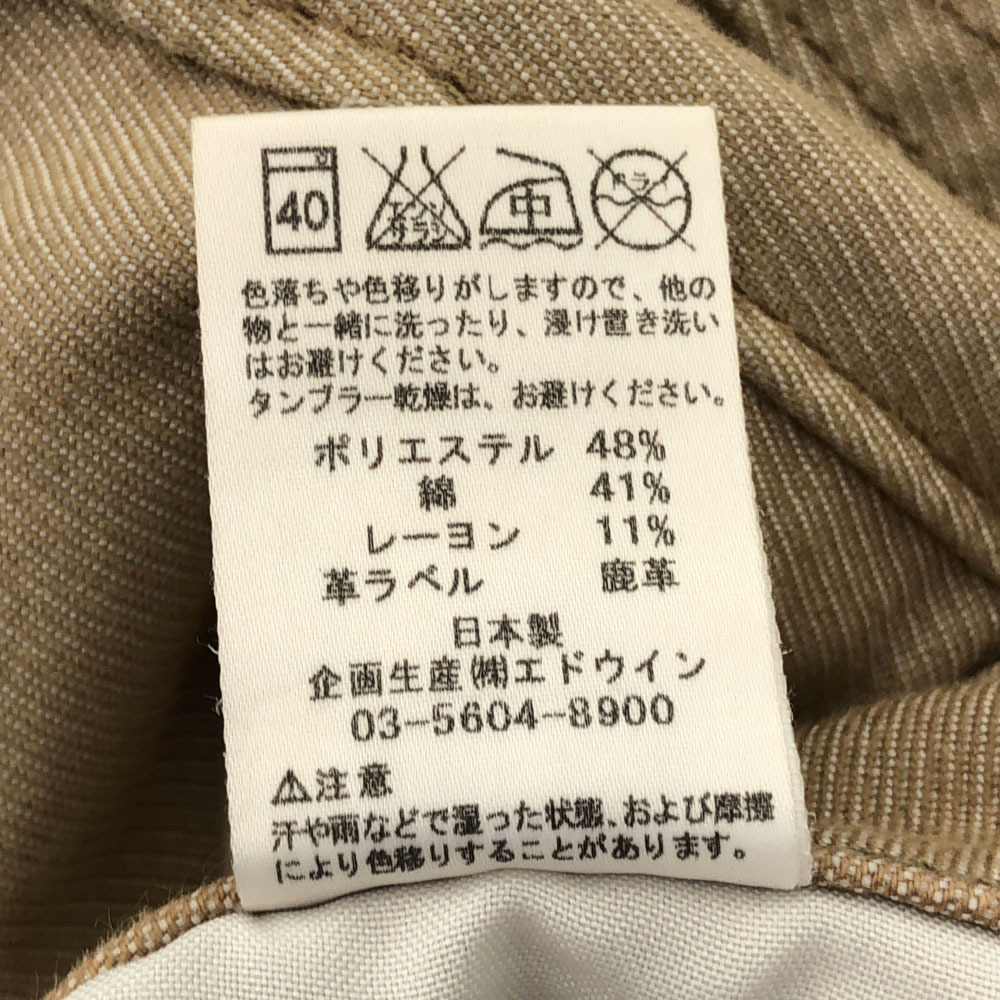 40 エンソ サラシ 中 ドライ
色落ちや色移りがしますので、他の
物と一緒に洗ったり、浸け置き洗い
はお避けください。
タンブラー乾燥は、お避けください。
ポリエステル 48%
綿 41%
レーヨン 11%
革ラベル 鹿革
日本製
企画生産㈱エドウイン
03-5604-8900
⚠注意
汗や雨などで湿った状態、および摩擦
により色移りすることがあります。